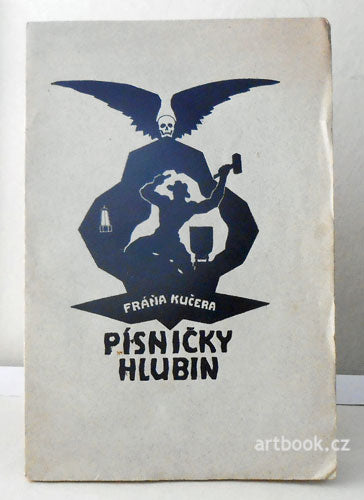 FRÁŇA KUČERA
PÍSNIČKY
HLUBIN
artbook.cz